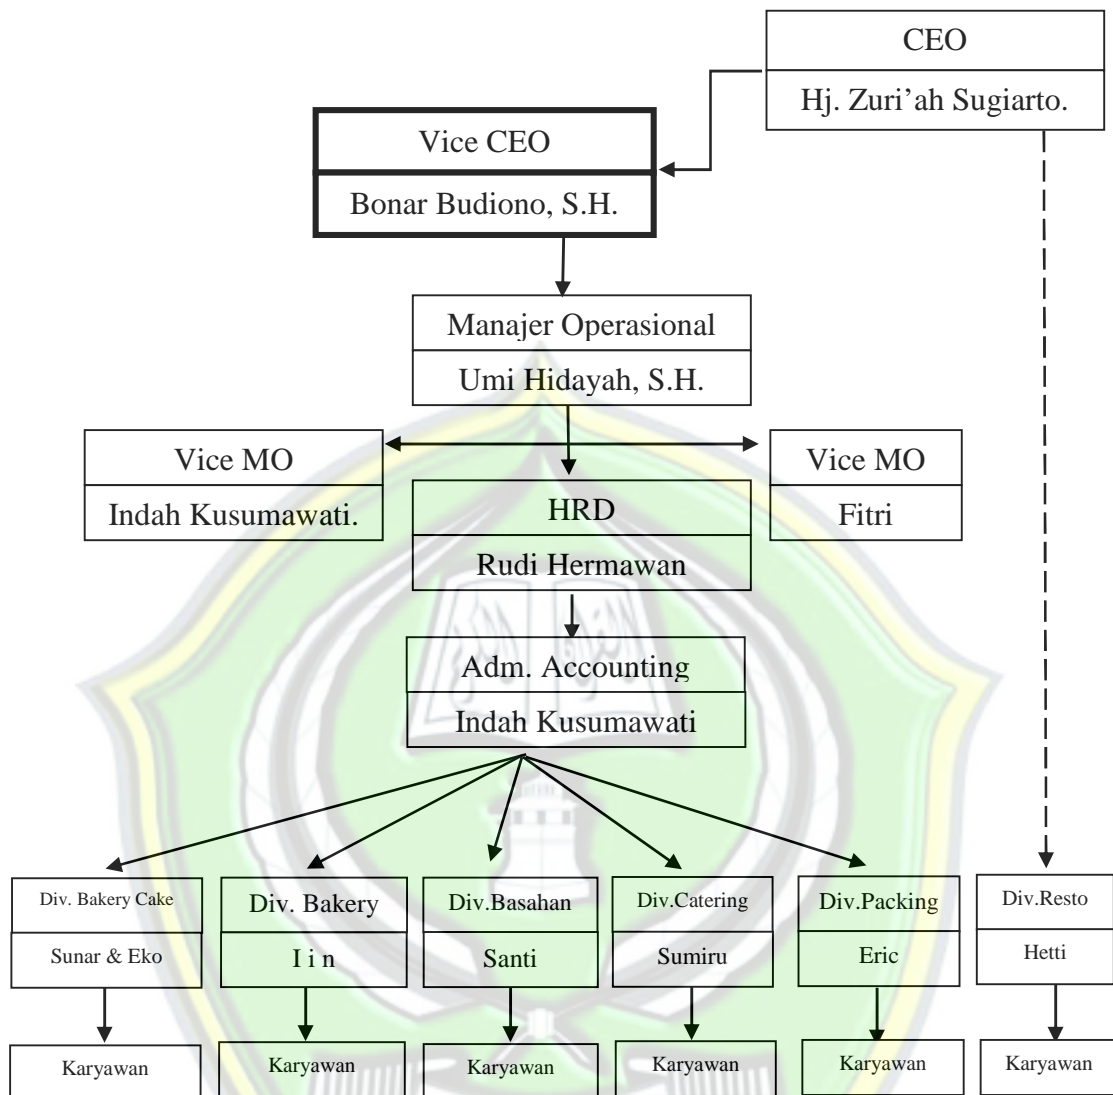 CEO
Hj. Zuri’ah Sugiarto.
Vice CEO
Bonar Budiono, S.H.
Manajer Operasional
Umi Hidayah, S.H.
Vice MO
Indah Kusumawati.
Vice MO
Fitri
HRD
Rudi Hermawan
Adm. Accounting
Indah Kusumawati
Div. Bakery Cake
Sunar & Eko
Div. Bakery
I i n
Div.Basahan
Santi
Div.Catering
Sumiru
Div.Packing
Eric
Div.Resto
Hetti
Karyawan
Karyawan
Karyawan
Karyawan
Karyawan
Karyawan